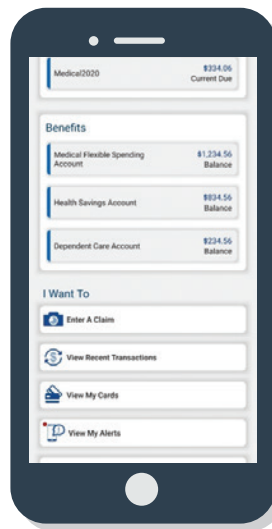 Medical2020
$334.06
Current Due
Benefits
Medical Flexible Spending
Account
$1,234.56
Balance
Health Savings Account
$834.56
Balance
Dependent Care Account
$234.56
Balance
I Want To
Enter A Claim
View Recent Transactions
View My Cards
View My Alerts